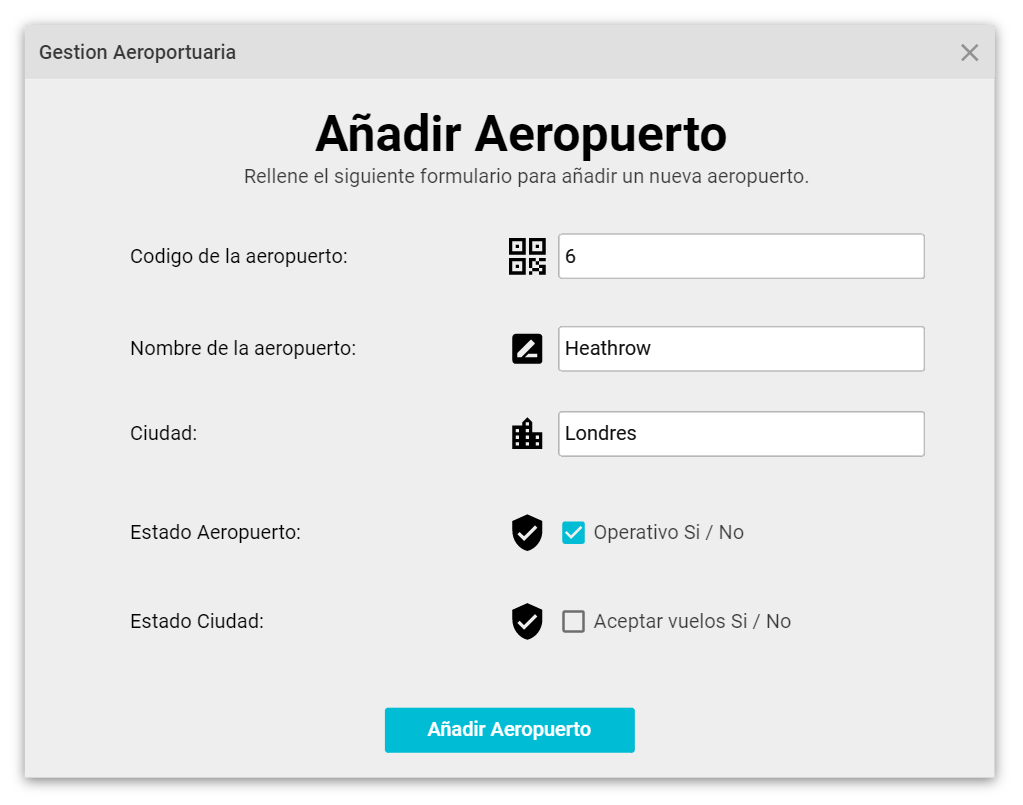 Gestion Aeroportuaria
Añadir Aeropuerto
Rellene el siguiente formulario para añadir un nueva aeropuerto.
Codigo de la aeropuerto: 6
Nombre de la aeropuerto: Heathrow
Ciudad: Londres
Estado Aeropuerto: Operativo Si / No
Estado Ciudad: Aceptar vuelos Si / No
Añadir Aeropuerto